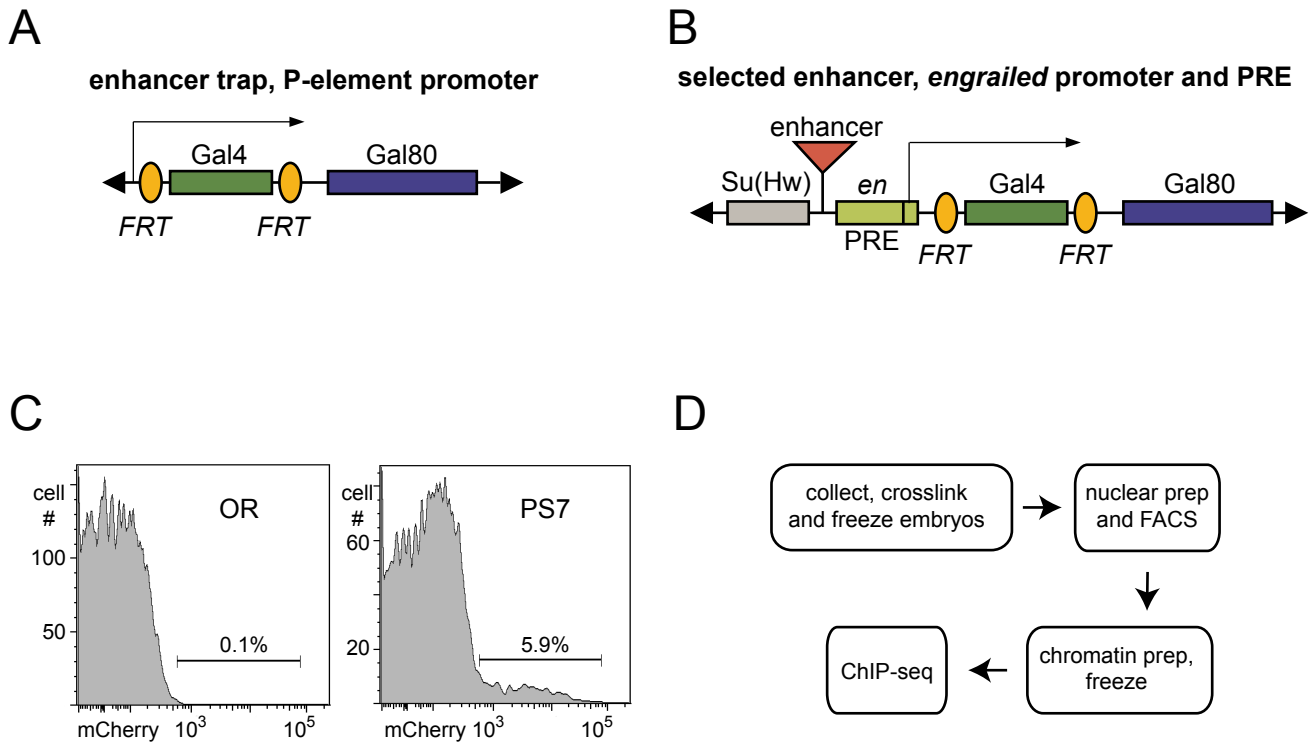 A
enhancer trap, P-element promoter
Gal4
Gal80
FRT
FRT
B
selected enhancer, engrailed promoter and PRE
enhancer
Su(Hw)
en
Gal4
Gal80
PRE
FRT
FRT
C
cell
#
100
50
OR
0.1%
mCherry 10³
10⁵
cell
#
60
20
PS7
5.9%
mCherry 10³
10⁵
D
collect, crosslink
and freeze embryos
nuclear prep
and FACS
chromatin prep,
freeze
ChIP-seq